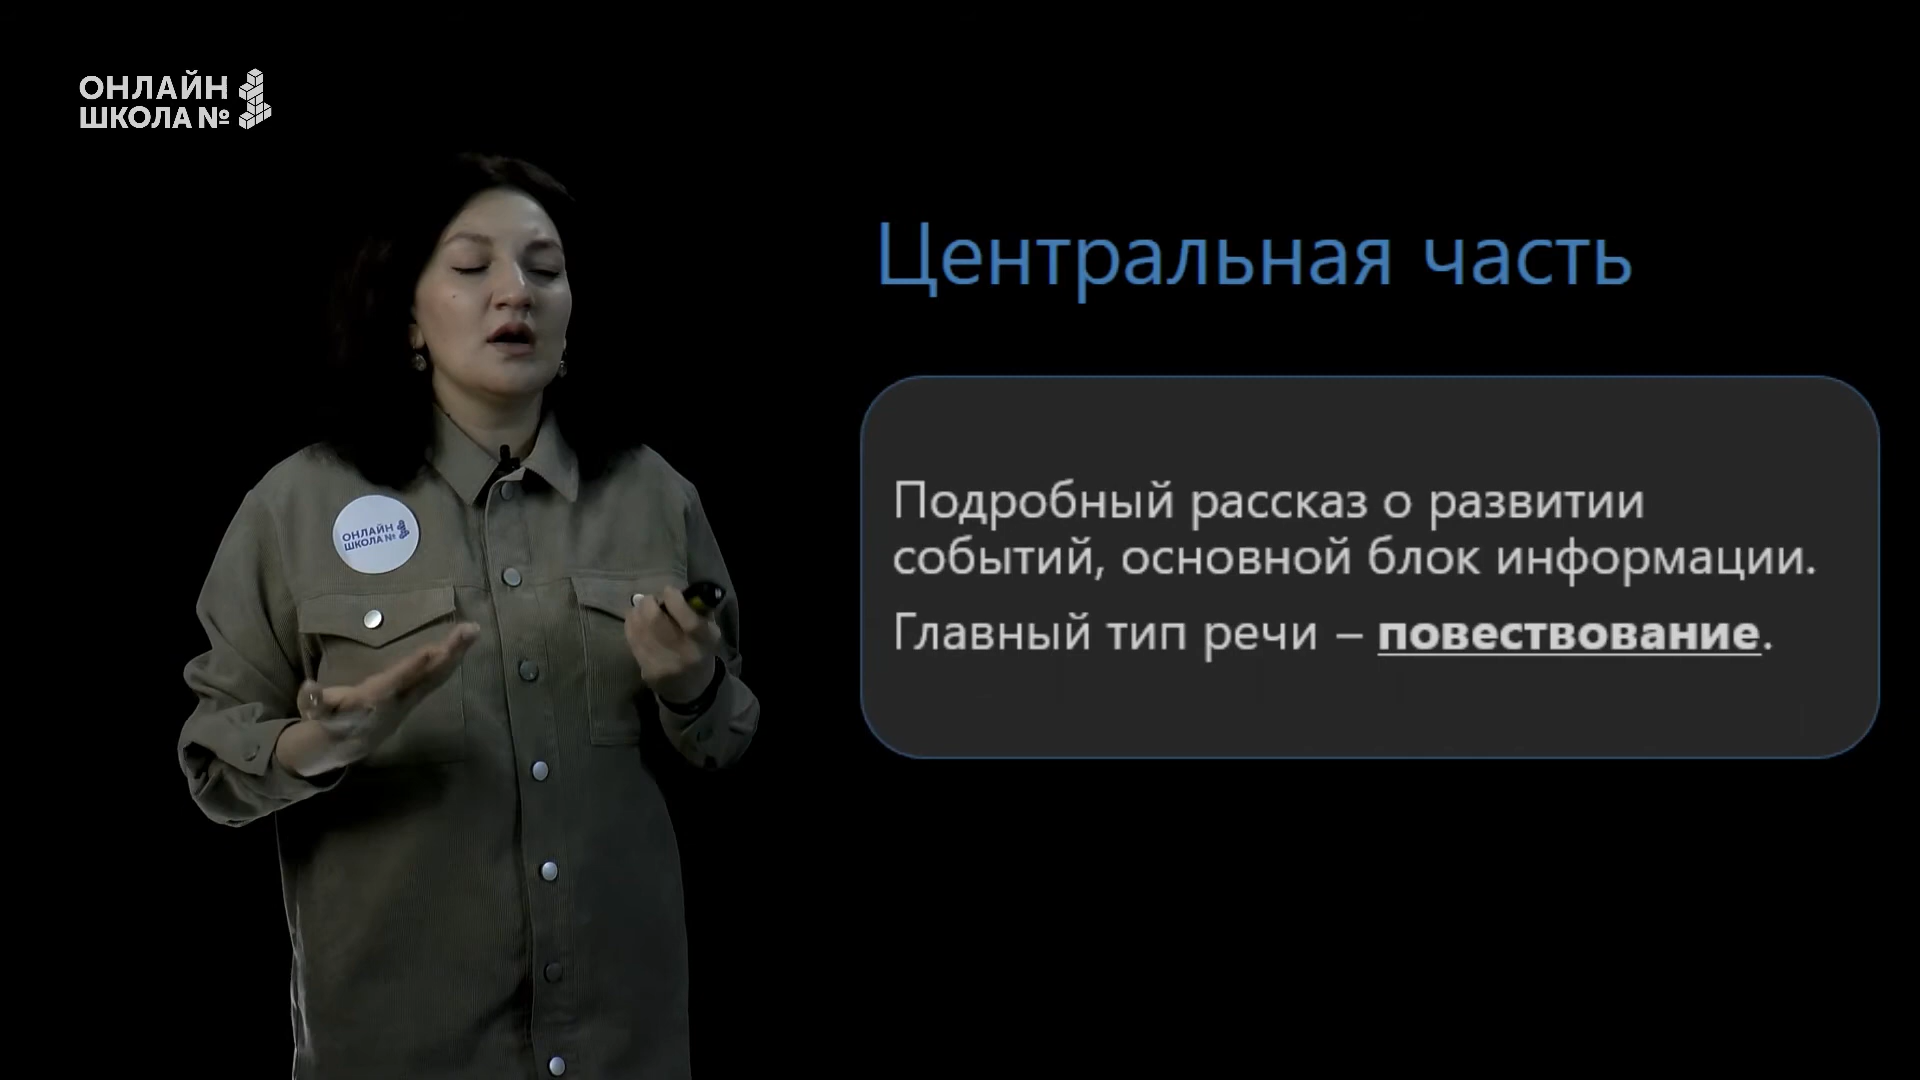 ОНЛАЙН
ШКОЛА №
Центральная часть
ОНЛАЙН
ШКОЛА №
Подробный рассказ о развитии
событий, основной блок информации.
Главный тип речи – повествование.